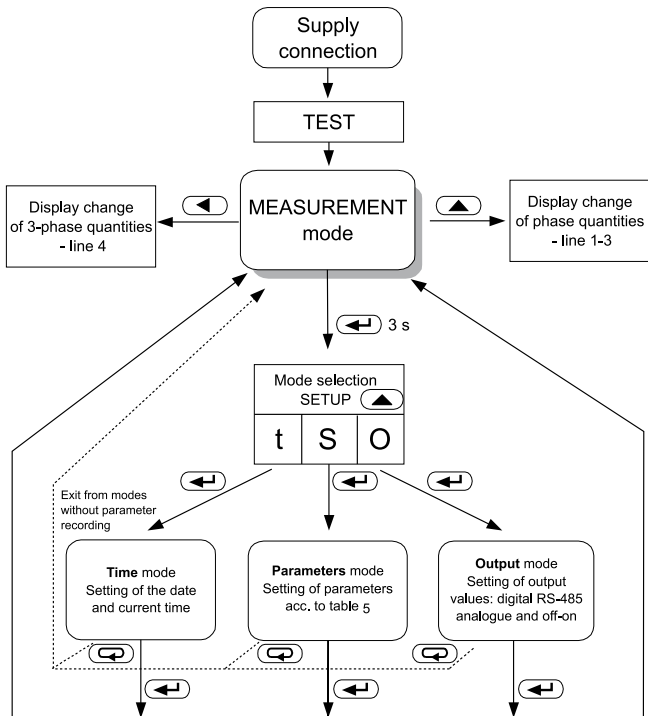 Supply
connection
TEST
MEASUREMENT
mode
Display change
of 3-phase quantities
- line 4
Display change
of phase quantities
- line 1-3
3 s
Mode selection
SETUP
t S O
Exit from modes
without parameter
recording
Time mode
Setting of the date
and current time
Parameters mode
Setting of parameters
acc. to table 5
Output mode
Setting of output
values: digital RS-485
analogue and off-on